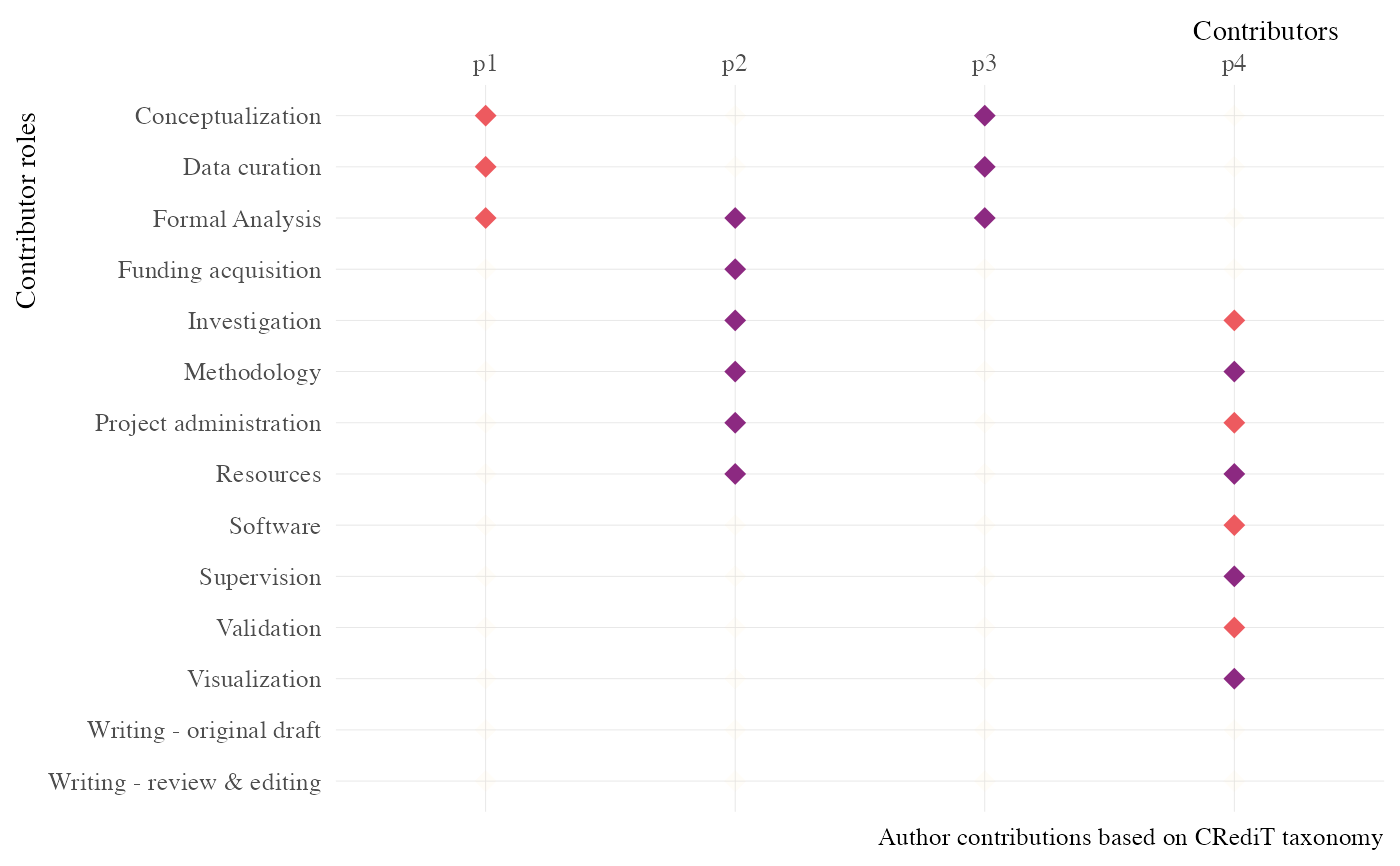 Contributors
p1 p2 p3 p4
Contributor roles
Conceptualization
Data curation
Formal Analysis
Funding acquisition
Investigation
Methodology
Project administration
Resources
Software
Supervision
Validation
Visualization
Writing - original draft
Writing - review & editing
Author contributions based on CRediT taxonomy